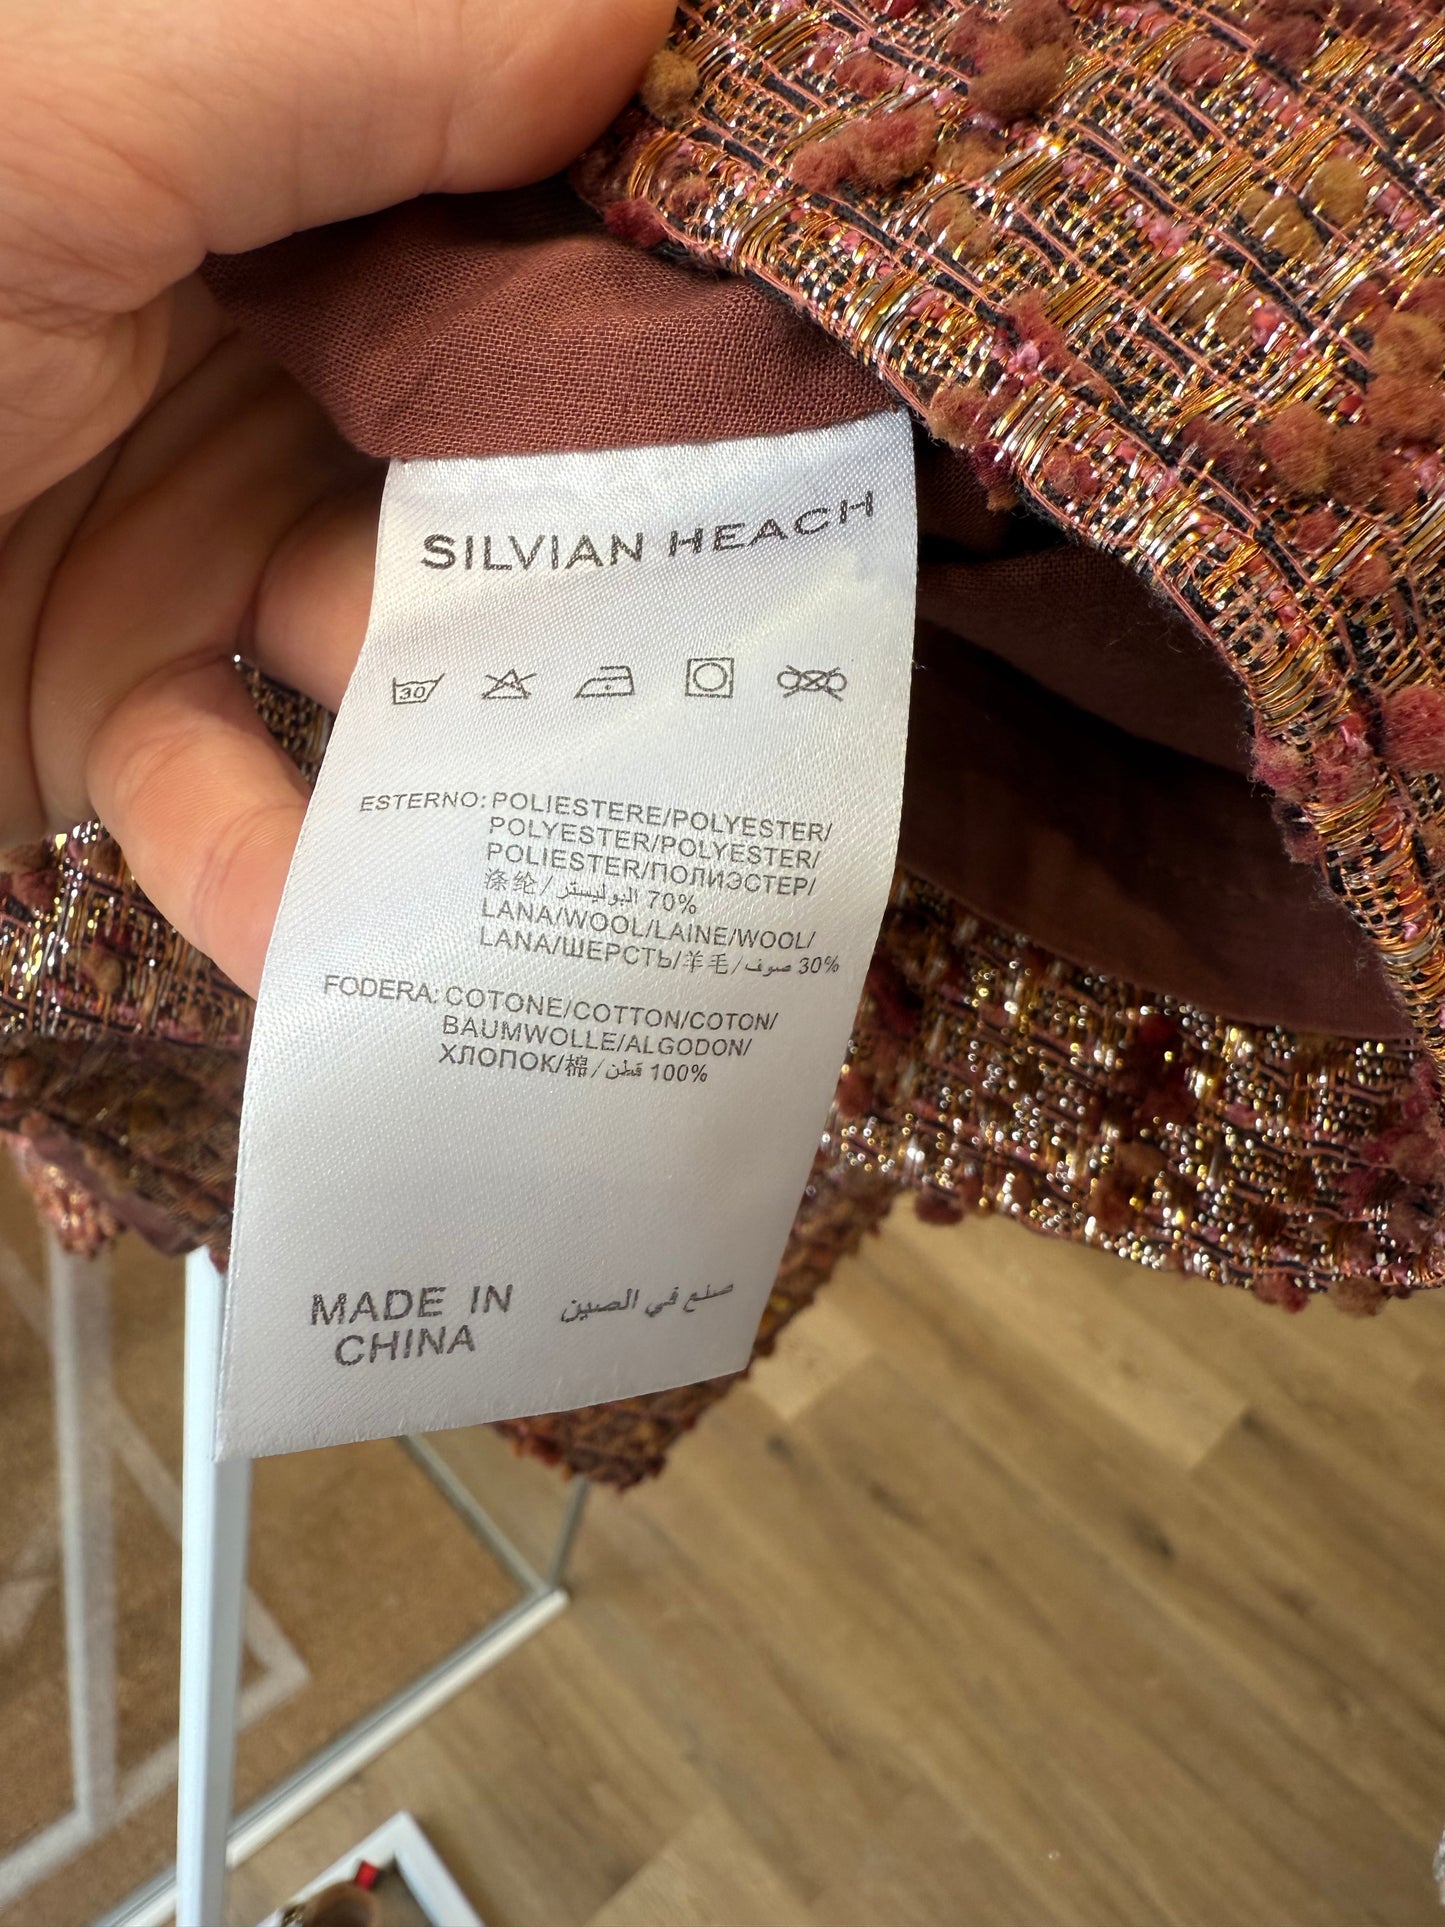 SILVIAN HEACH
30
ESTERNO: POLIESTERE/POLYESTER/
POLYESTER/POLYESTER/
POLIESTER/ПОЛИЭСТЕР/
涤纶/البوليستر 70%
LANA/WOOL/LAINE/WOOL/
LANA/ШЕРСТЬ/羊毛/صوف 30%
FODERA: COTONE/COTTON/COTON/
BAUMWOLLE/ALGODON/
ХЛОПОК/棉/قطن 100%
MADE IN صنع في الصين
CHINA